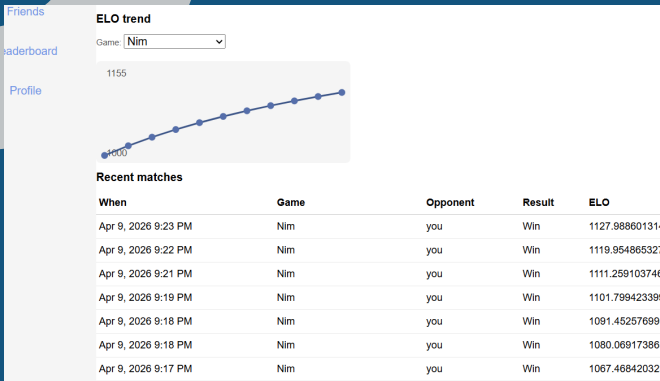 Friends
eaderboard
Profile
ELO trend
Game: Nim
1155
1000
Recent matches
When Game Opponent Result ELO
Apr 9, 2026 9:23 PM Nim you Win 1127.988601314
Apr 9, 2026 9:22 PM Nim you Win 1119.954865327
Apr 9, 2026 9:21 PM Nim you Win 1111.259103746
Apr 9, 2026 9:19 PM Nim you Win 1101.799423399
Apr 9, 2026 9:18 PM Nim you Win 1091.45257699
Apr 9, 2026 9:18 PM Nim you Win 1080.06917386
Apr 9, 2026 9:17 PM Nim you Win 1067.46842032